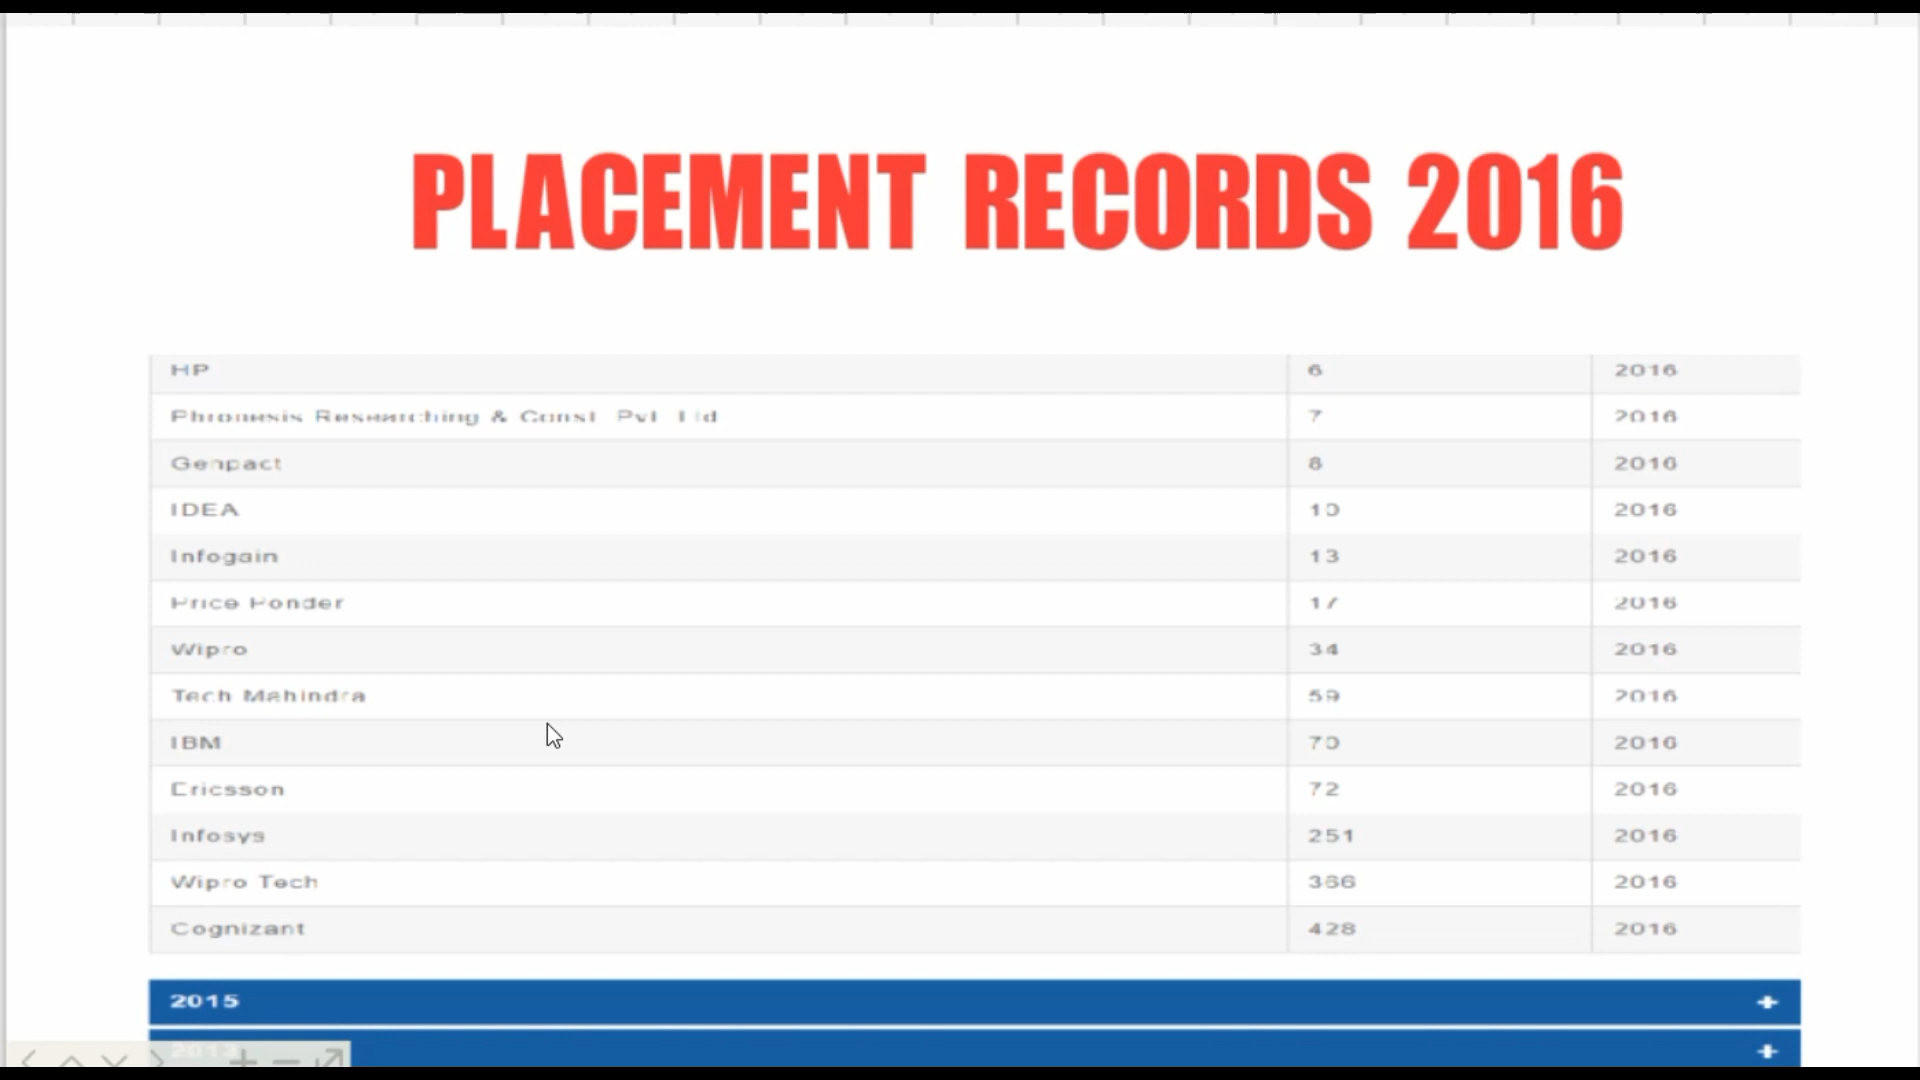 PLACEMENT RECORDS 2016
HP 6 2016
Phronesis Researching & Const. Pvt. Ltd 7 2016
Genpact 8 2016
IDEA 10 2016
Infogain 13 2016
Price Ponder 17 2016
Wipro 34 2016
Tech Mahindra 59 2016
IBM 70 2016
Ericsson 72 2016
Infosys 251 2016
Wipro Tech 366 2016
Cognizant 428 2016
2015 +
+